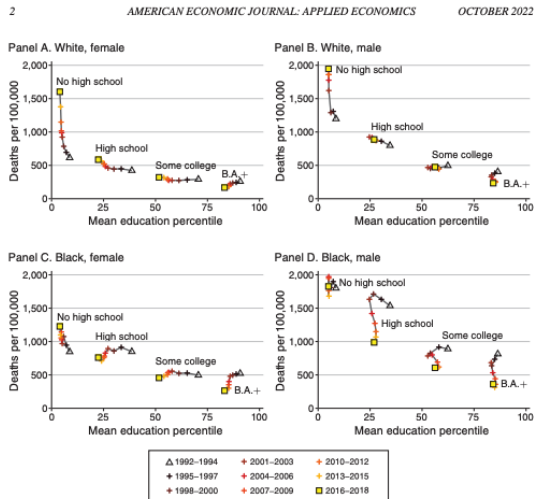 2 AMERICAN ECONOMIC JOURNAL: APPLIED ECONOMICS OCTOBER 2022
Panel A. White, female
2,000
1,500
1,000
500
0
Deaths per 100,000
No high school
High school
Some college
B.A.+
0 25 50 75 100
Mean education percentile
Panel B. White, male
2,000
1,500
1,000
500
0
Deaths per 100,000
No high school
High school
Some college
B.A.+
0 25 50 75 100
Mean education percentile
Panel C. Black, female
2,000
1,500
1,000
500
0
Deaths per 100,000
No high school
High school
Some college
B.A.+
0 25 50 75 100
Mean education percentile
Panel D. Black, male
2,000
1,500
1,000
500
0
Deaths per 100,000
No high school
High school
Some college
B.A.+
0 25 50 75 100
Mean education percentile
1992–1994 2001–2003 2010–2012
1995–1997 2004–2006 2013–2015
1998–2000 2007–2009 2016–2018